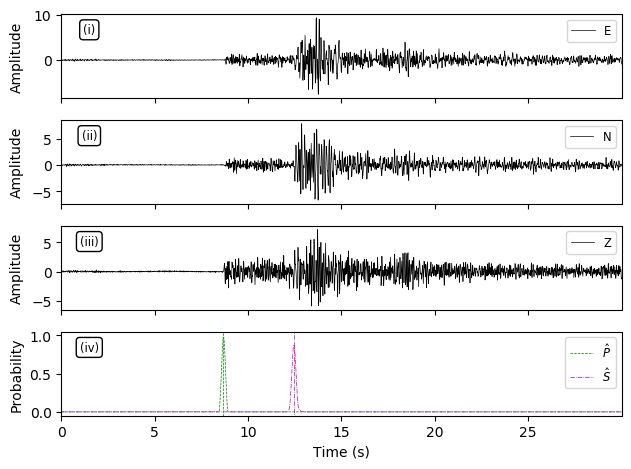 10
0
Amplitude
(i)
E
5
0
−5
Amplitude
(ii)
N
5
0
−5
Amplitude
(iii)
Z
1.0
0.5
0.0
Probability
(iv)
P̂
Ŝ
0 5 10 15 20 25
Time (s)